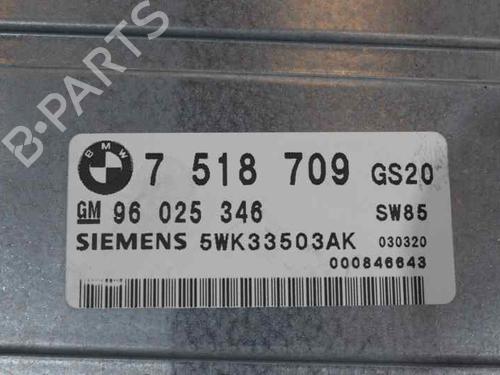 B-PARTS
BMW 7 518 709 GS20
GM 96 025 346 SW85
SIEMENS 5WK33503AK 030320
000846643